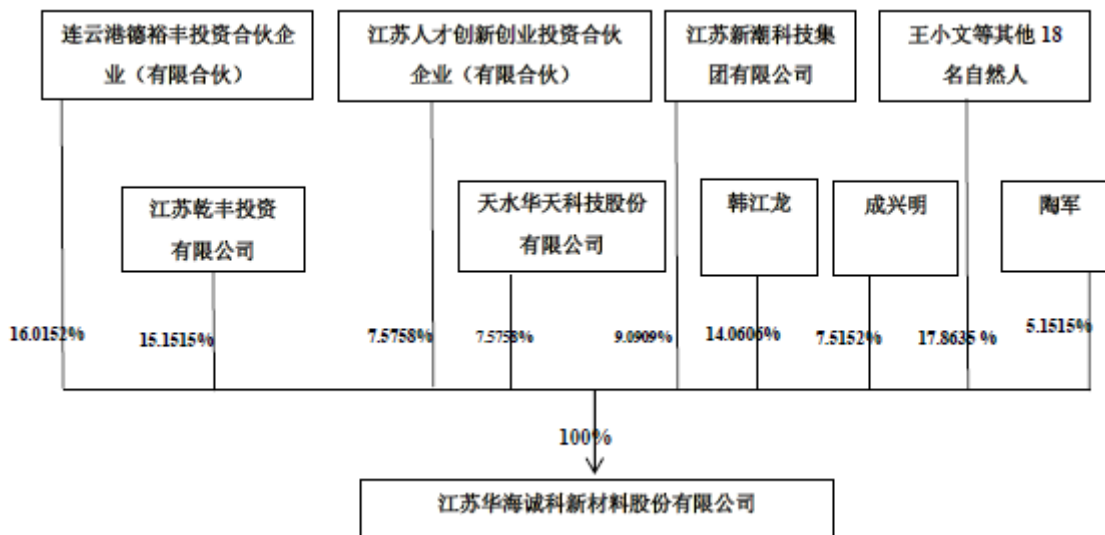 连云港德裕丰投资合伙企
业（有限合伙）
江苏人才创新创业投资合伙
企业（有限合伙）
江苏新潮科技集
团有限公司
王小文等其他 18
名自然人
江苏乾丰投资
有限公司
天水华天科技股份
有限公司
韩江龙
成兴明
陶军
16.0152%
15.1515%
7.5758%
7.5758%
9.0909%
14.0606%
7.5152%
17.8635 %
5.1515%
100%
江苏华海诚科新材料股份有限公司